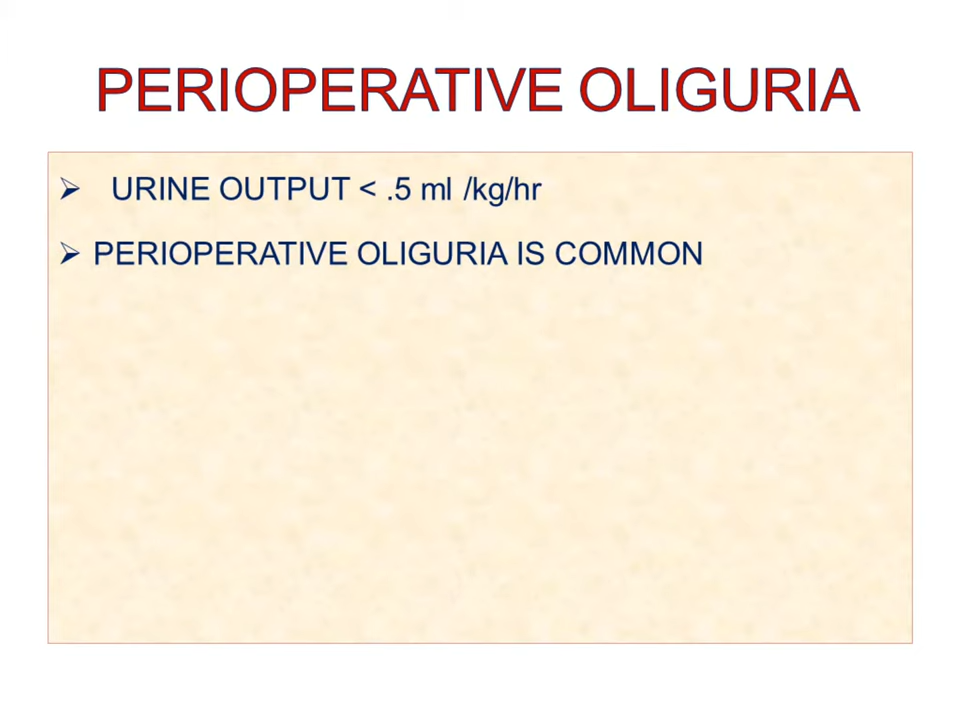 PERIOPERATIVE OLIGURIA
➢ URINE OUTPUT < .5 ml /kg/hr
➢ PERIOPERATIVE OLIGURIA IS COMMON